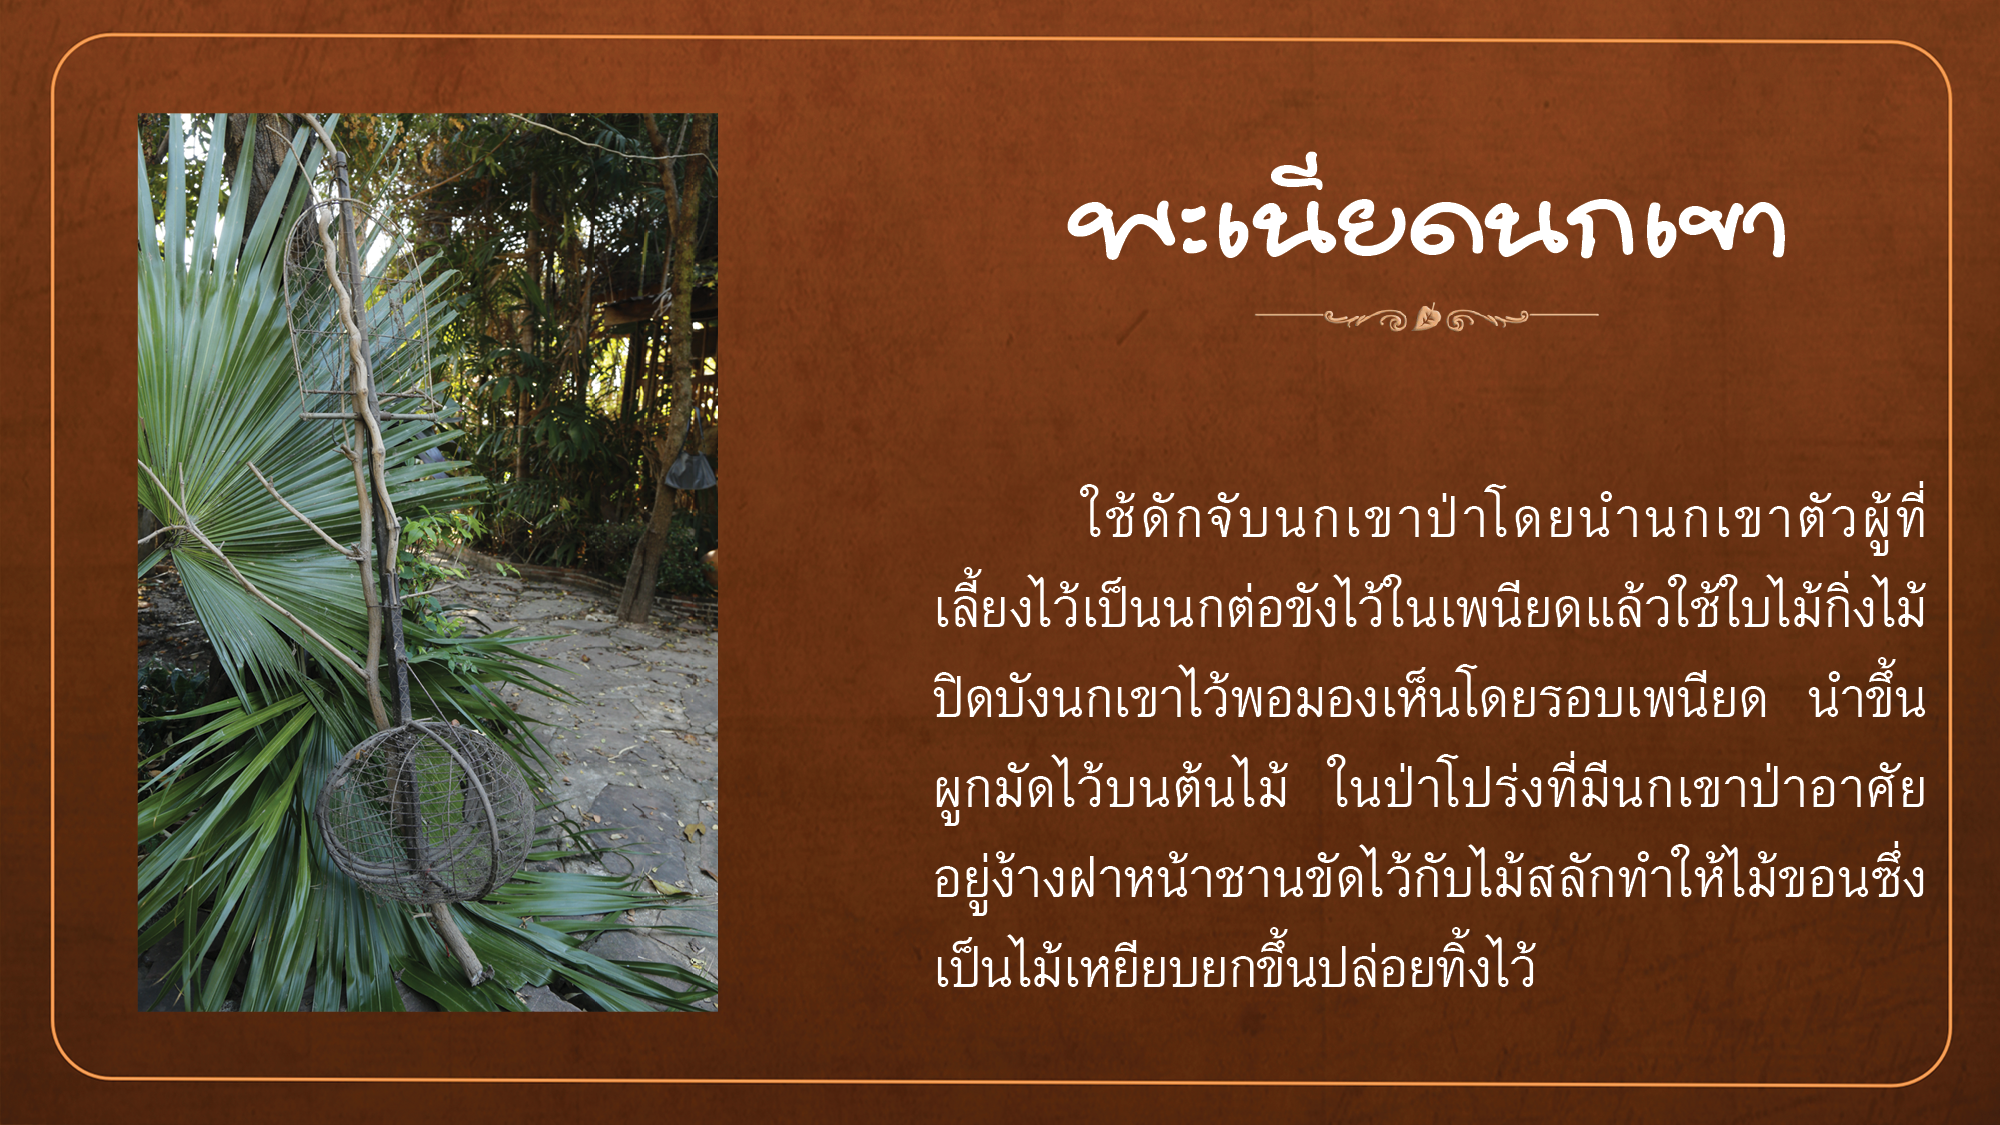 พะเนียดนกเขา
ใช้ดักจับนกเขาป่าโดยนำนกเขาตัวผู้ที่
เลี้ยงไว้เป็นนกต่อขังไว้ในเพนียดแล้วใช้ใบไม้กิ่งไม้
ปิดบังนกเขาไว้พอมองเห็นโดยรอบเพนียด นำขึ้น
ผูกมัดไว้บนต้นไม้ ในป่าโปร่งที่มีนกเขาป่าอาศัย
อยู่ง้างฝาหน้าชานขัดไว้กับไม้สลักทำให้ไม้ขอนซึ่ง
เป็นไม้เหยียบยกขึ้นปล่อยทิ้งไว้